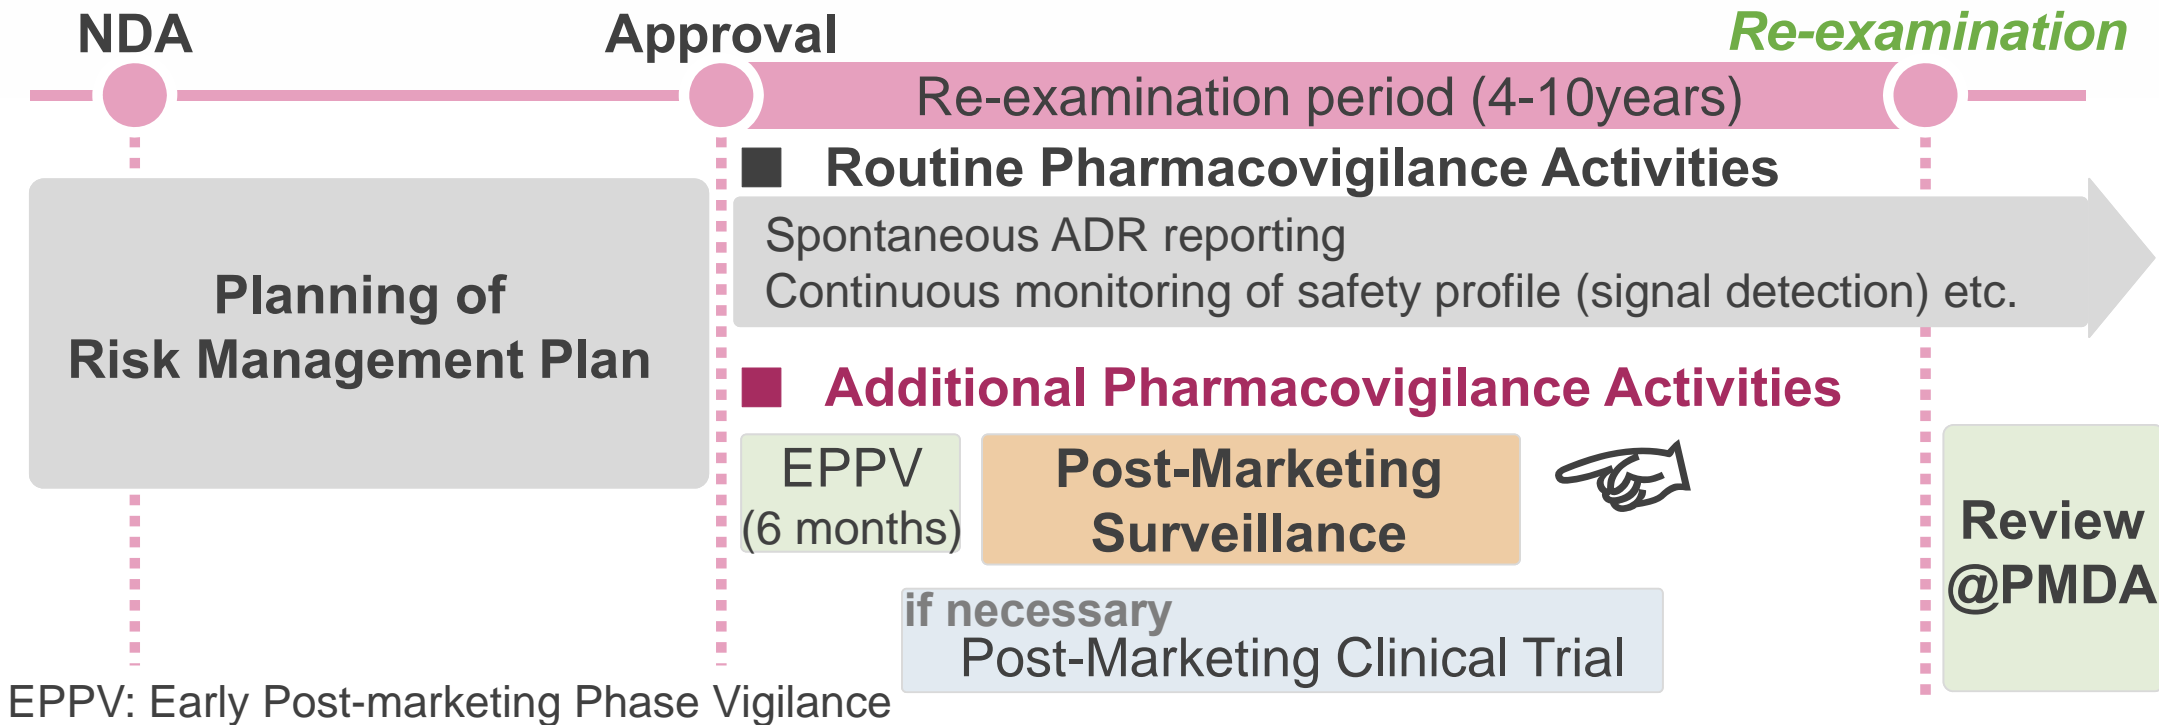 NDA
Approval
Re-examination
Re-examination period (4-10years)
■ Routine Pharmacovigilance Activities
Spontaneous ADR reporting
Continuous monitoring of safety profile (signal detection) etc.
Planning of
Risk Management Plan
■ Additional Pharmacovigilance Activities
EPPV
(6 months)
Post-Marketing
Surveillance
if necessary
Post-Marketing Clinical Trial
Review
@PMDA
EPPV: Early Post-marketing Phase Vigilance